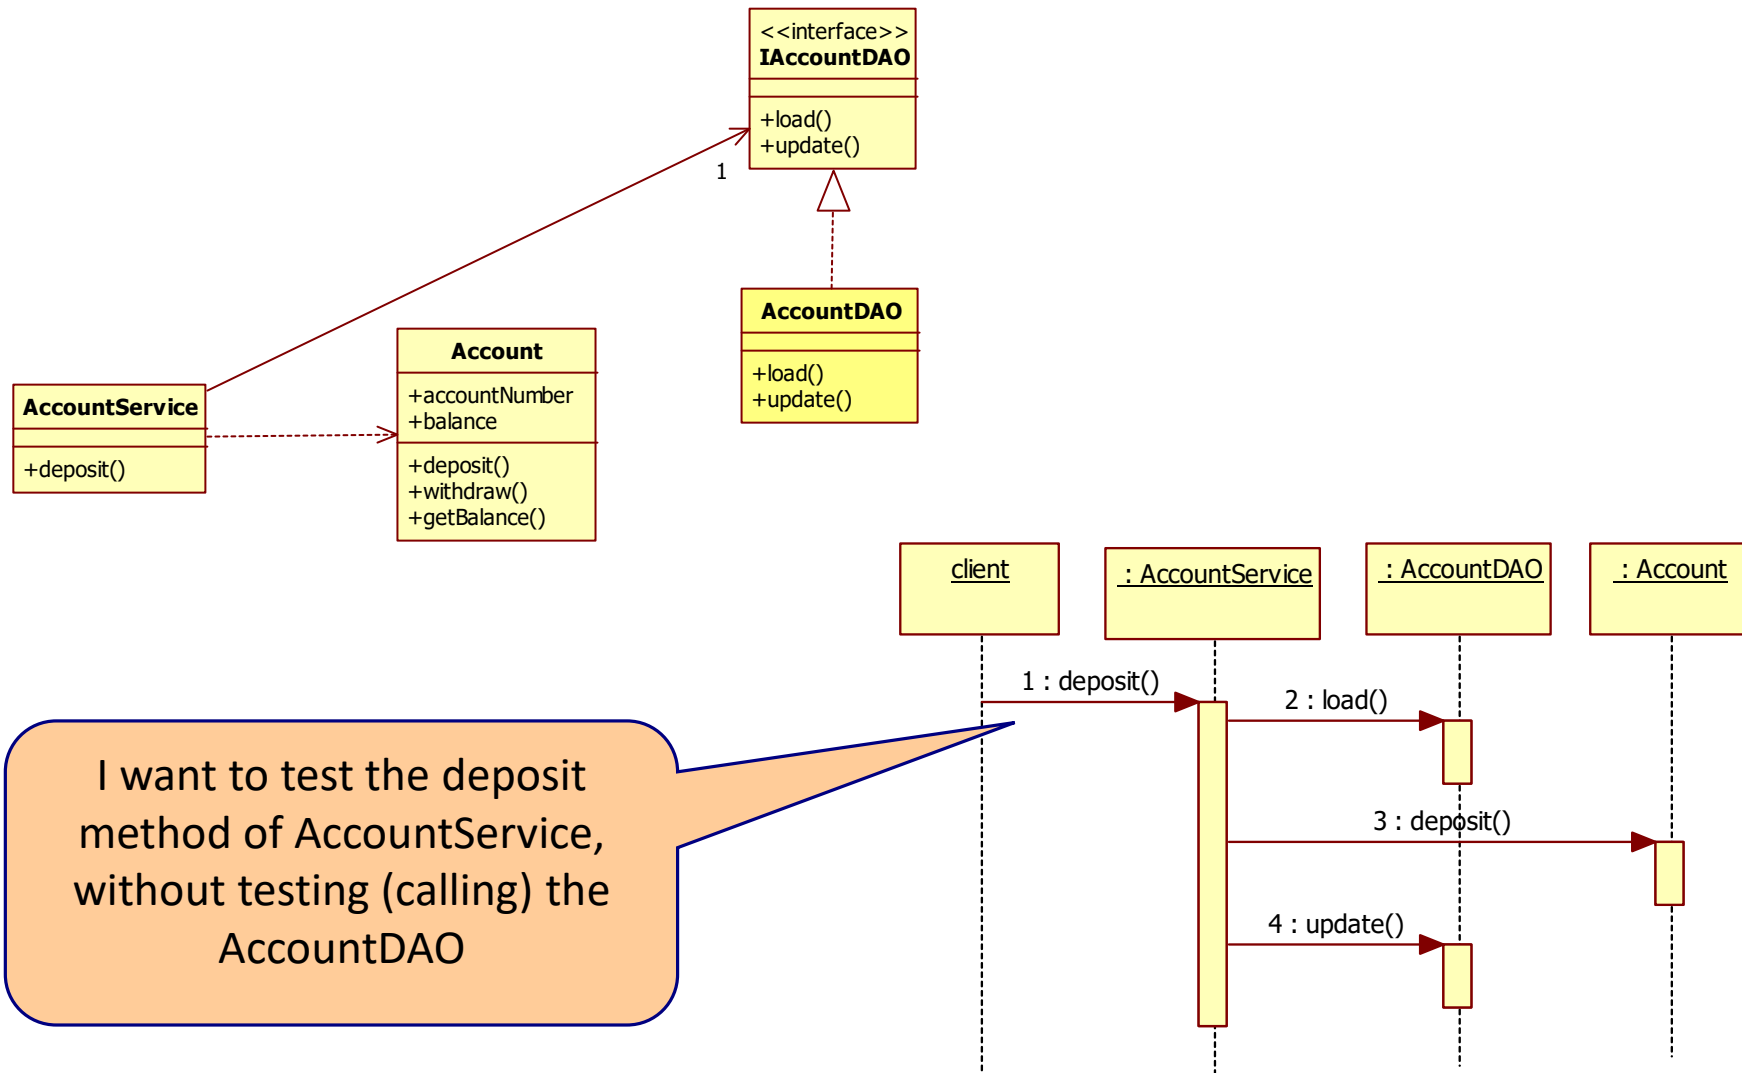 <<interface>>
IAccountDAO
+load()
+update()
1
AccountDAO
+load()
+update()
Account
+accountNumber
+balance
+deposit()
+withdraw()
+getBalance()
AccountService
+deposit()
client
: AccountService
: AccountDAO
: Account
1 : deposit()
2 : load()
3 : deposit()
4 : update()
I want to test the deposit
method of AccountService,
without testing (calling) the
AccountDAO